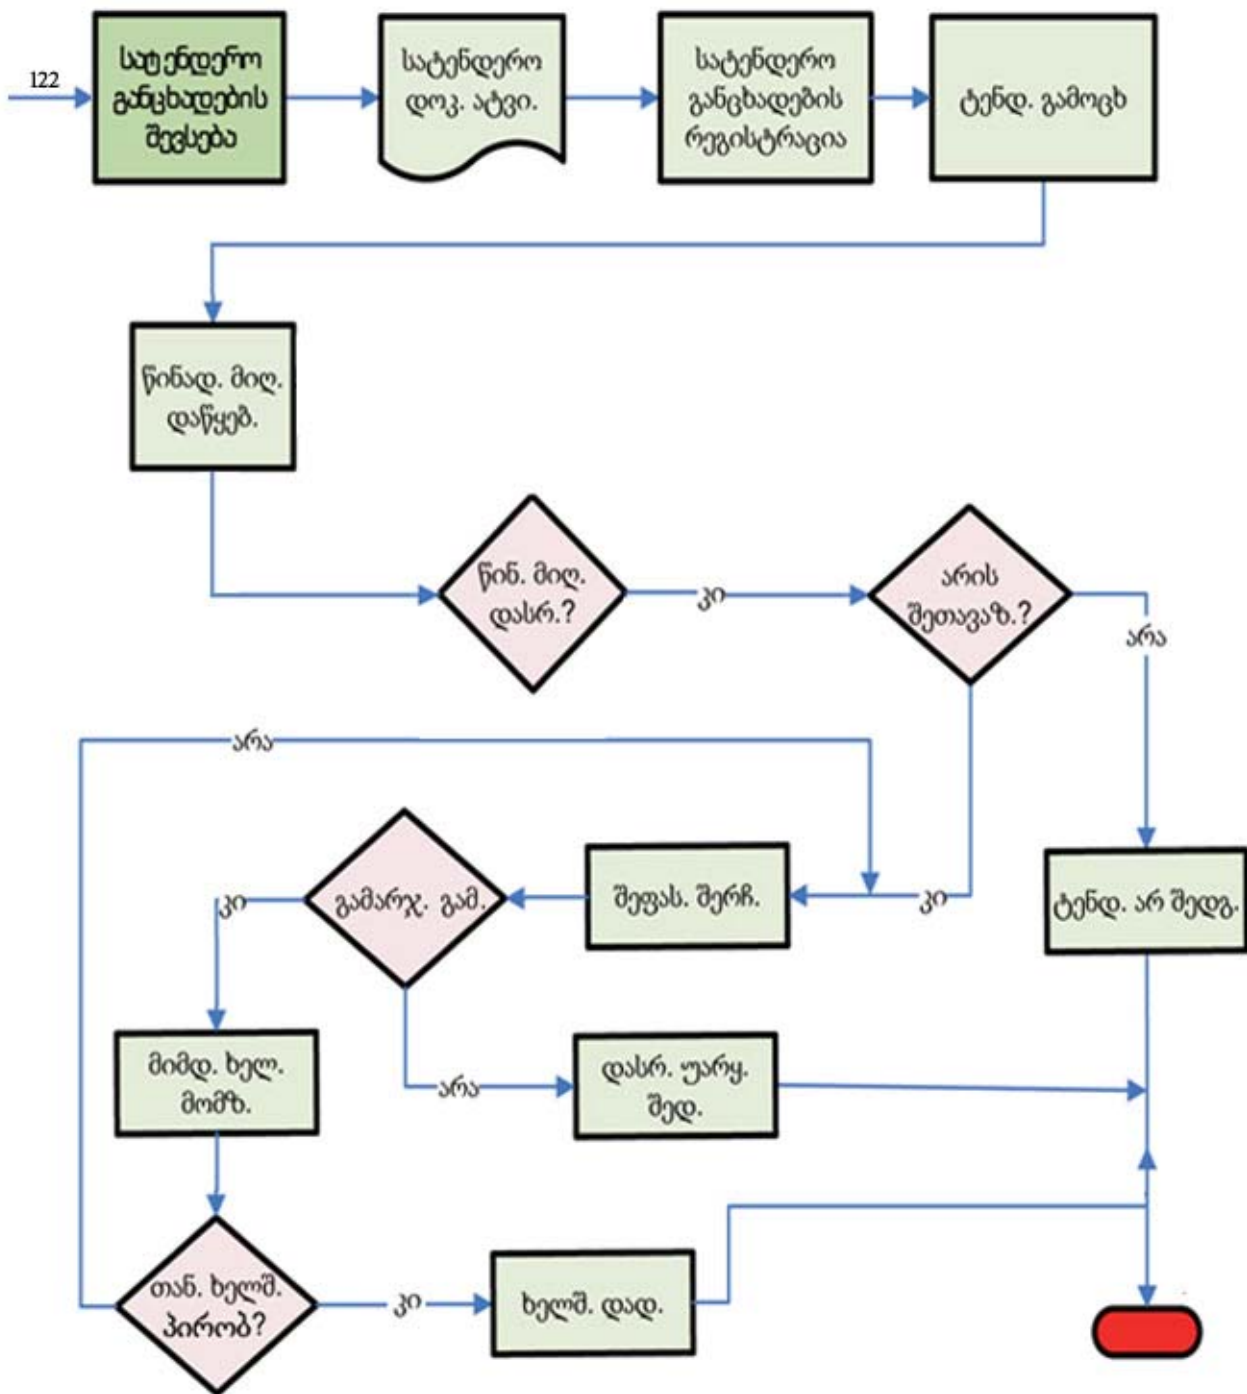 122
სატენდერო
განცხადების
შევსება
სატენდერო
დოკ. ატვი.
სატენდერო
განცხადების
რეგისტრაცია
ტენდ. გამოცხ
წინად. მიღ.
დაწყებ.
წინ. მიღ.
დასრ.?
კი
არის
შეთავაზ.?
არა
არა
გამარჯ. გამ.
შეფას. შერჩ.
კი
ტენდ. არ შედგ.
კი
მიმდ. ხელ.
მომზ.
არა
დასრ. უარყ.
შედ.
თან. ხელშ.
პირობ?
კი
ხელშ. დად.